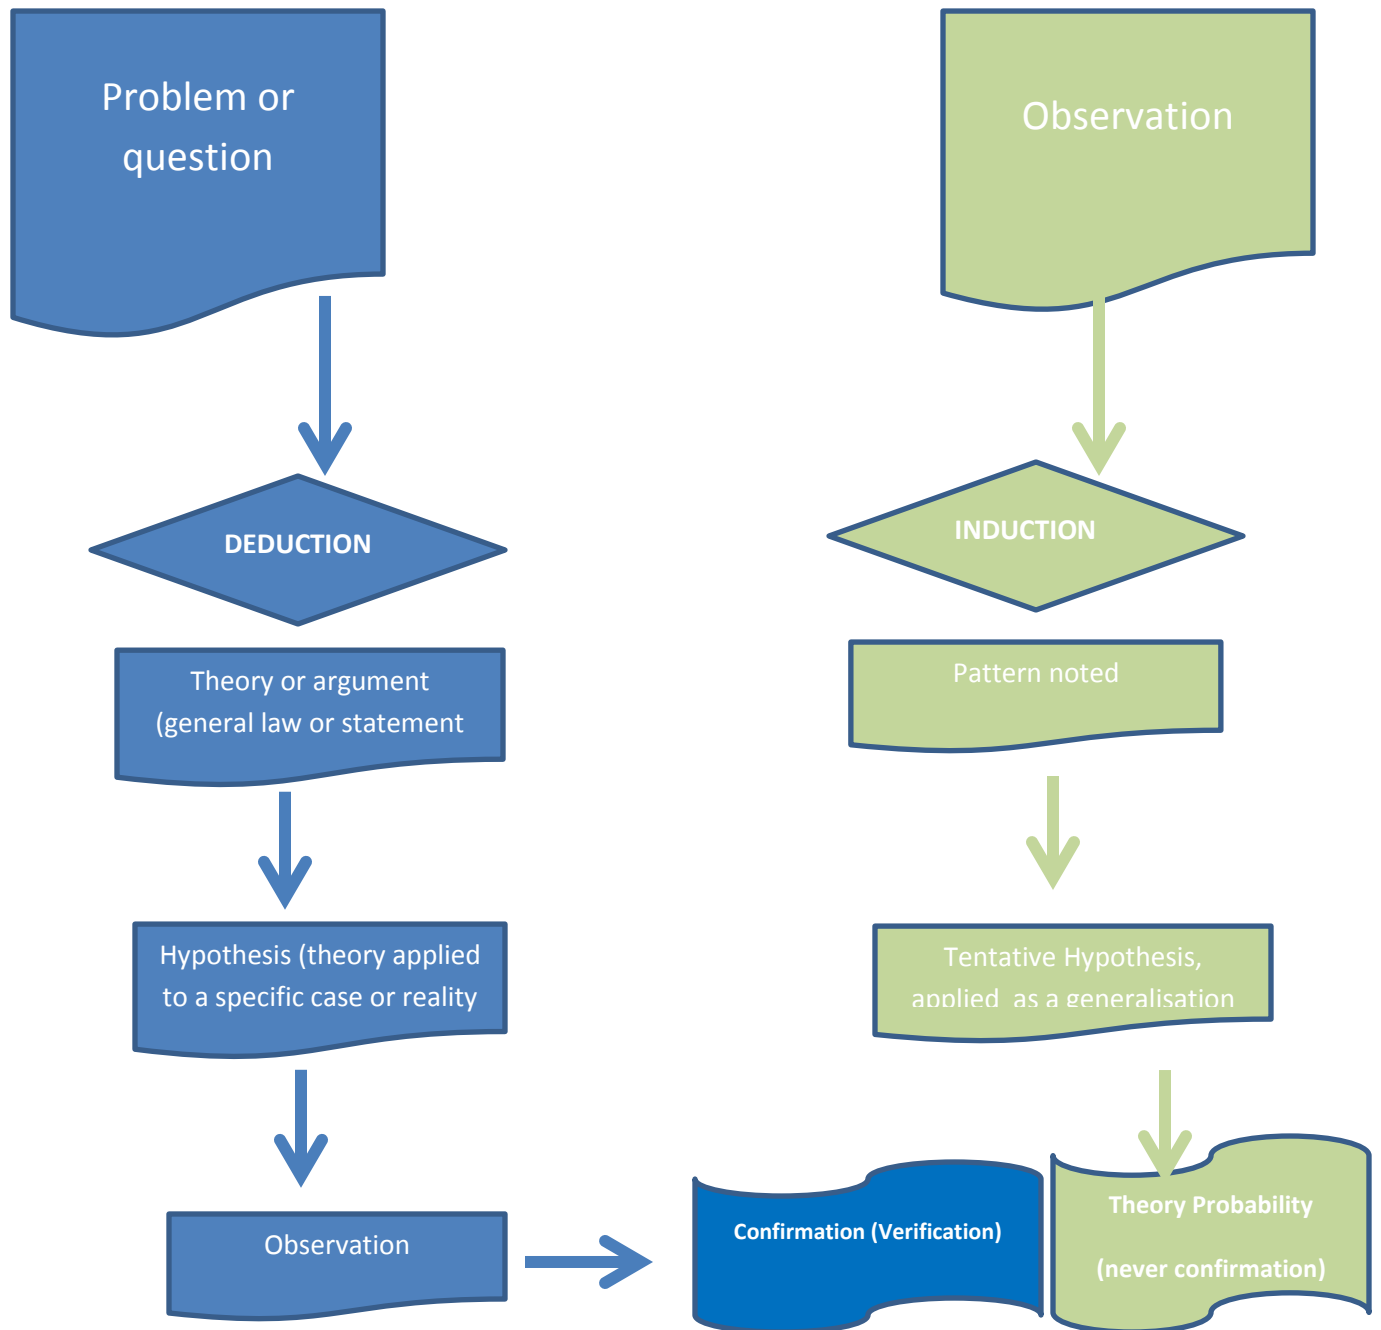 Problem or
question
DEDUCTION
Theory or argument
(general law or statement
Hypothesis (theory applied
to a specific case or reality
Observation
Confirmation (Verification)
Observation
INDUCTION
Pattern noted
Tentative Hypothesis,
applied  as a generalisation
Theory Probability
(never confirmation)